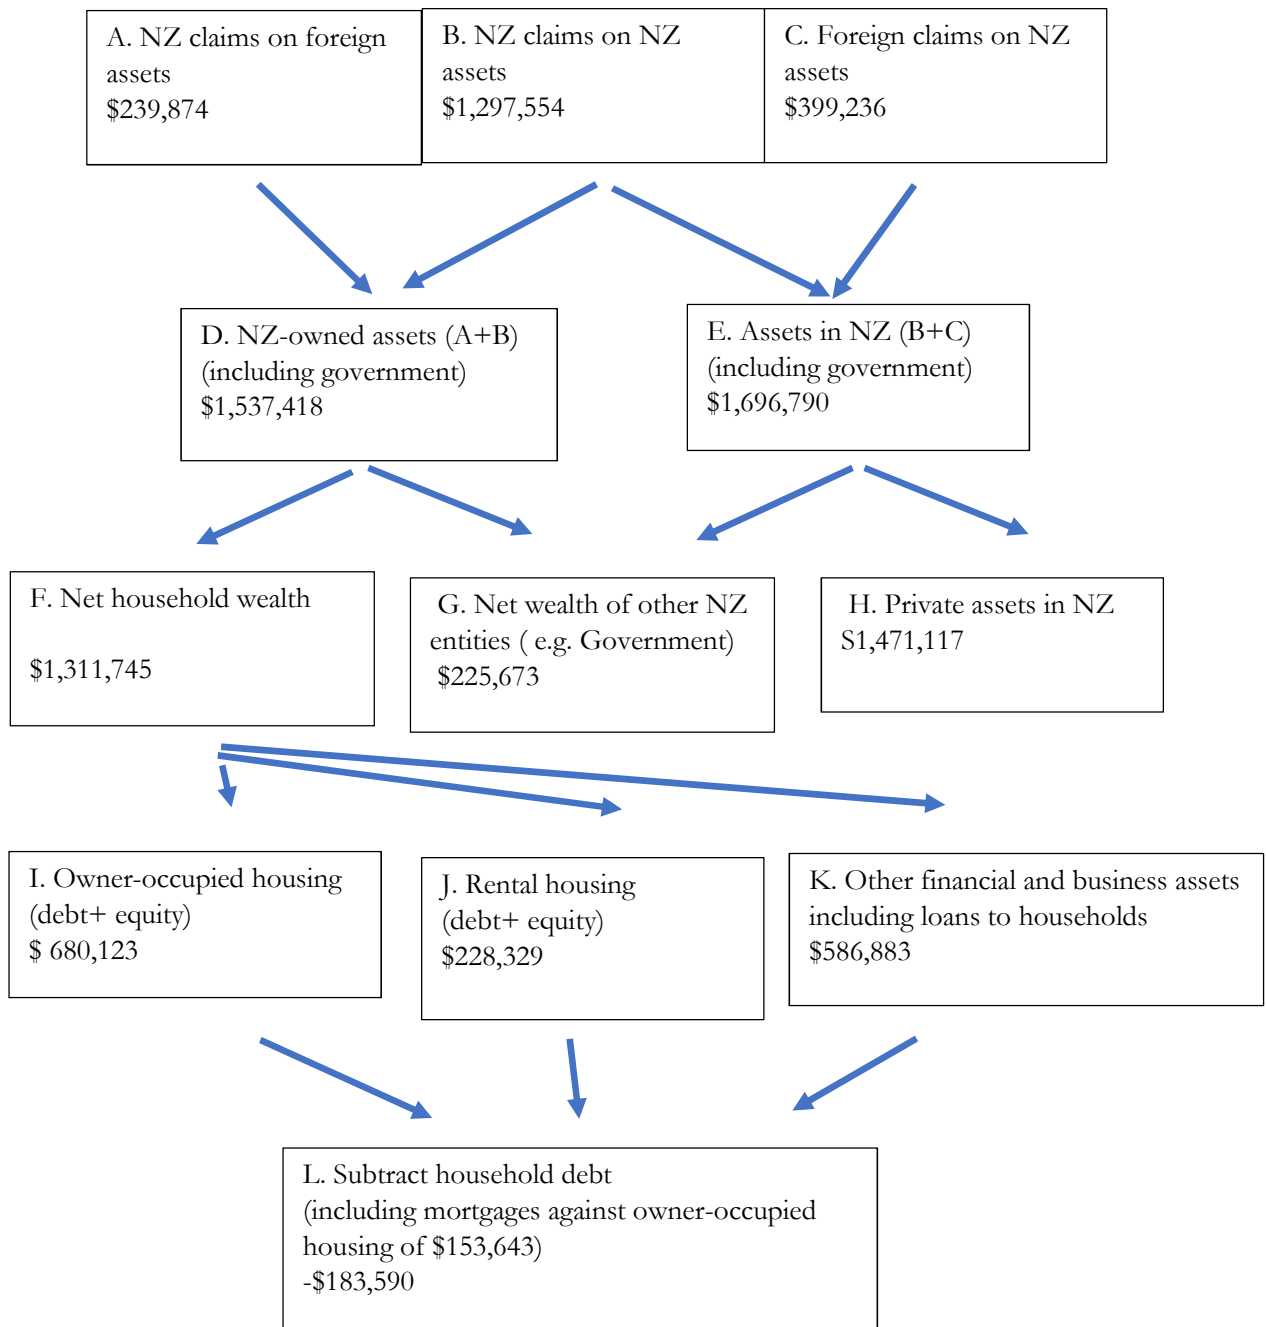 A. NZ claims on foreign
assets
$239,874
B. NZ claims on NZ
assets
$1,297,554
C. Foreign claims on NZ
assets
$399,236
D. NZ-owned assets (A+B)
(including government)
$1,537,418
E. Assets in NZ (B+C)
(including government)
$1,696,790
F. Net household wealth
$1,311,745
G. Net wealth of other NZ
entities ( e.g. Government)
$225,673
H. Private assets in NZ
S1,471,117
I. Owner-occupied housing
(debt+ equity)
$ 680,123
J. Rental housing
(debt+ equity)
$228,329
K. Other financial and business assets
including loans to households
$586,883
L. Subtract household debt
(including mortgages against owner-occupied
housing of $153,643)
-$183,590